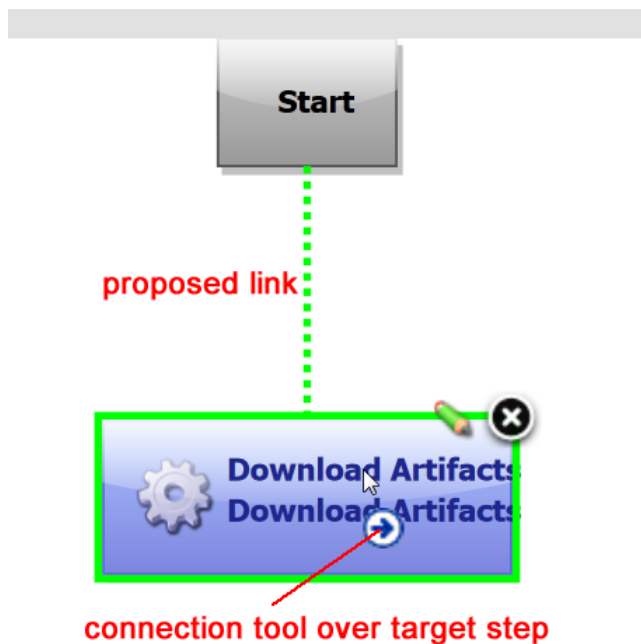 Start
proposed link
Download Artifacts
Download Artifacts
connection tool over target step